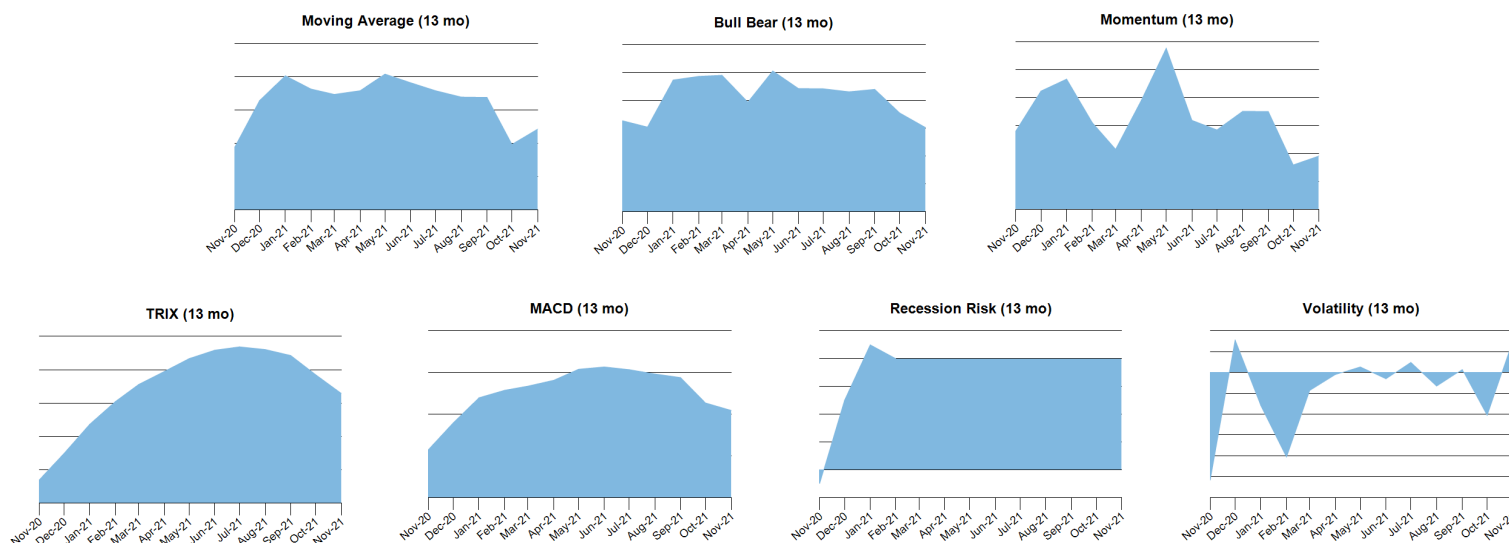 Moving Average (13 mo)
Nov-20 Dec-20 Jan-21 Feb-21 Mar-21 Apr-21 May-21 Jun-21 Jul-21 Aug-21 Sep-21 Oct-21 Nov-21
Bull Bear (13 mo)
Nov-20 Dec-20 Jan-21 Feb-21 Mar-21 Apr-21 May-21 Jun-21 Jul-21 Aug-21 Sep-21 Oct-21 Nov-21
Momentum (13 mo)
Nov-20 Dec-20 Jan-21 Feb-21 Mar-21 Apr-21 May-21 Jun-21 Jul-21 Aug-21 Sep-21 Oct-21 Nov-21
TRIX (13 mo)
Nov-20 Dec-20 Jan-21 Feb-21 Mar-21 Apr-21 May-21 Jun-21 Jul-21 Aug-21 Sep-21 Oct-21 Nov-21
MACD (13 mo)
Nov-20 Dec-20 Jan-21 Feb-21 Mar-21 Apr-21 May-21 Jun-21 Jul-21 Aug-21 Sep-21 Oct-21 Nov-21
Recession Risk (13 mo)
Nov-20 Dec-20 Jan-21 Feb-21 Mar-21 Apr-21 May-21 Jun-21 Jul-21 Aug-21 Sep-21 Oct-21 Nov-21
Volatility (13 mo)
Nov-20 Dec-20 Jan-21 Feb-21 Mar-21 Apr-21 May-21 Jun-21 Jul-21 Aug-21 Sep-21 Oct-21